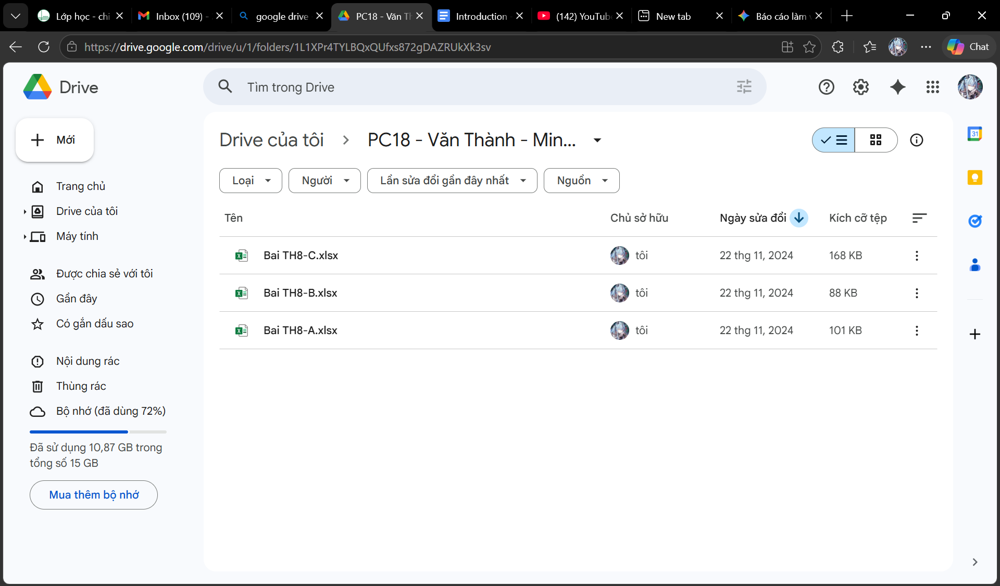 Lớp học - chi
Inbox (109) -
google drive -
PC18 - Văn Th
Introduction -
(142) YouTube
New tab
Báo cáo làm v
https://drive.google.com/drive/u/1/folders/1L1XPr4TYLBQxQUfxs872gDAZRUkXk3sv
Chat
Drive
Tìm trong Drive
Mới
Drive của tôi
PC18 - Văn Thành - Min...
31
Loại
Người
Lần sửa đổi gần đây nhất
Nguồn
Trang chủ
Drive của tôi
Máy tính
Được chia sẻ với tôi
Gần đây
Có gắn dấu sao
Nội dung rác
Thùng rác
Bộ nhớ (đã dùng 72%)
Đã sử dụng 10,87 GB trong
tổng số 15 GB
Mua thêm bộ nhớ
Tên Chủ sở hữu Ngày sửa đổi Kích cỡ tệp
Bai TH8-C.xlsx tôi 22 thg 11, 2024 168 KB
Bai TH8-B.xlsx tôi 22 thg 11, 2024 88 KB
Bai TH8-A.xlsx tôi 22 thg 11, 2024 101 KB